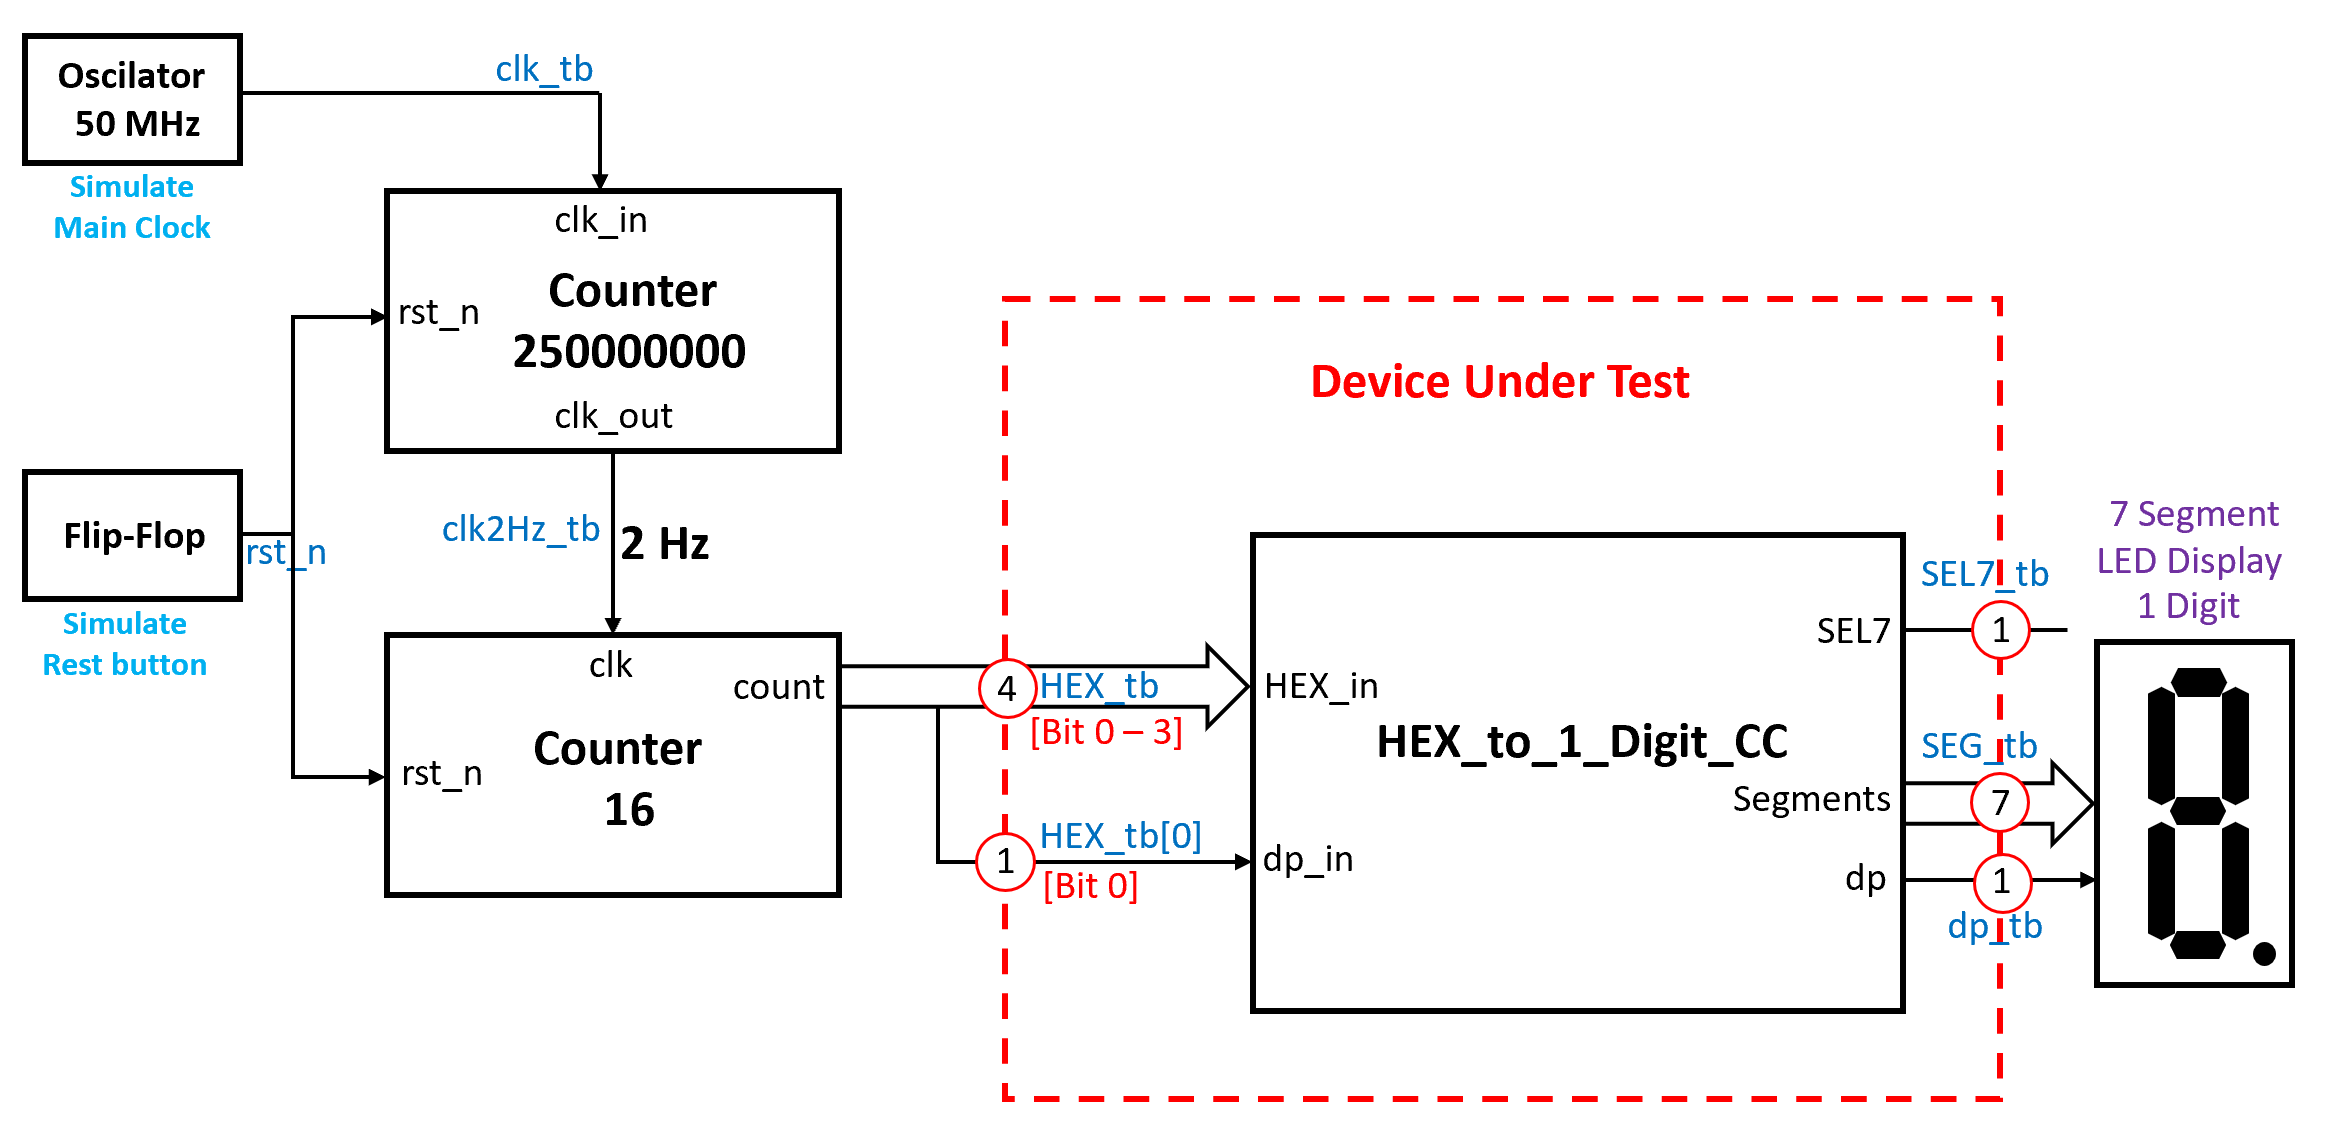 Oscilator
50 MHz
Simulate
Main Clock
clk_tb
clk_in
rst_n
Counter
250000000
clk_out
Flip-Flop
rst_n
Simulate
Rest button
clk2Hz_tb
2 Hz
clk
count
rst_n
Counter
16
Device Under Test
4
HEX_tb
[Bit 0 – 3]
1
HEX_tb[0]
[Bit 0]
HEX_in
dp_in
HEX_to_1_Digit_CC
SEL7
Segments
dp
SEL7_tb
1
SEG_tb
7
1
dp_tb
7 Segment
LED Display
1 Digit